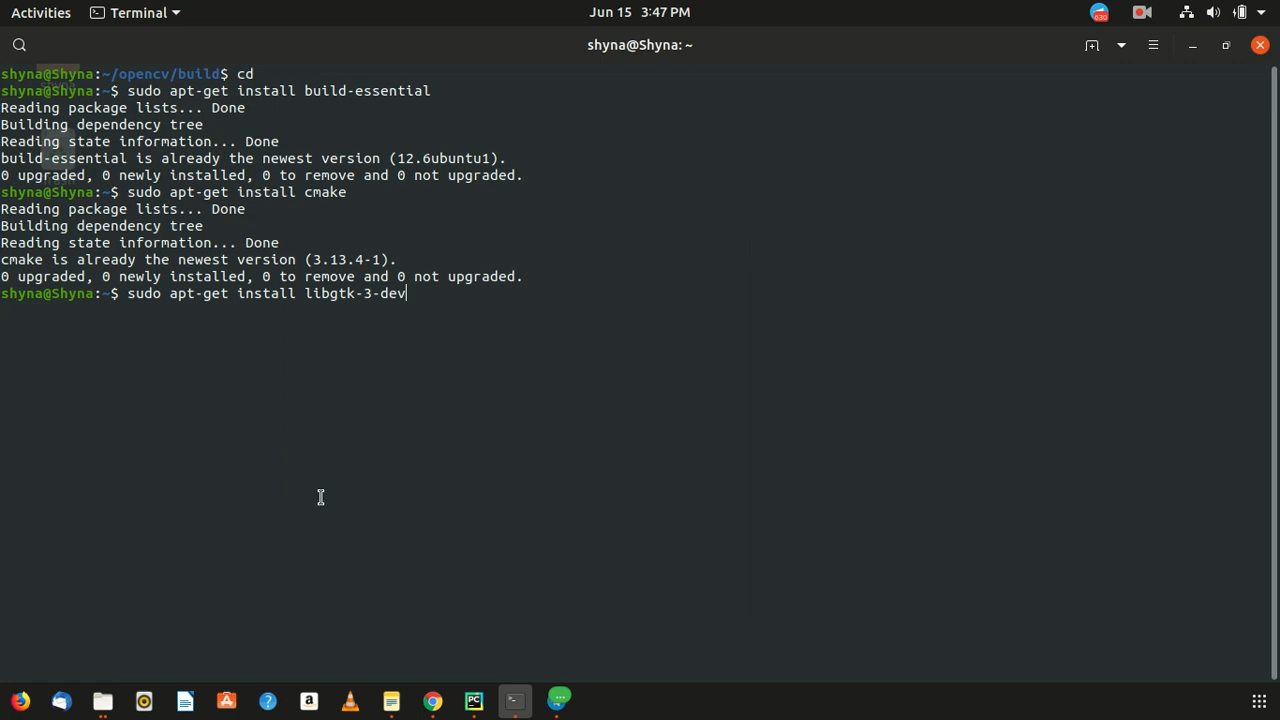 Activities Terminal Jun 15 3:47 PM 630
shyna@Shyna: ~
shyna@Shyna:~/opencv/build$ cd
shyna@Shyna:~$ sudo apt-get install build-essential
Reading package lists... Done
Building dependency tree
Reading state information... Done
build-essential is already the newest version (12.6ubuntu1).
0 upgraded, 0 newly installed, 0 to remove and 0 not upgraded.
shyna@Shyna:~$ sudo apt-get install cmake
Reading package lists... Done
Building dependency tree
Reading state information... Done
cmake is already the newest version (3.13.4-1).
0 upgraded, 0 newly installed, 0 to remove and 0 not upgraded.
shyna@Shyna:~$ sudo apt-get install libgtk-3-dev